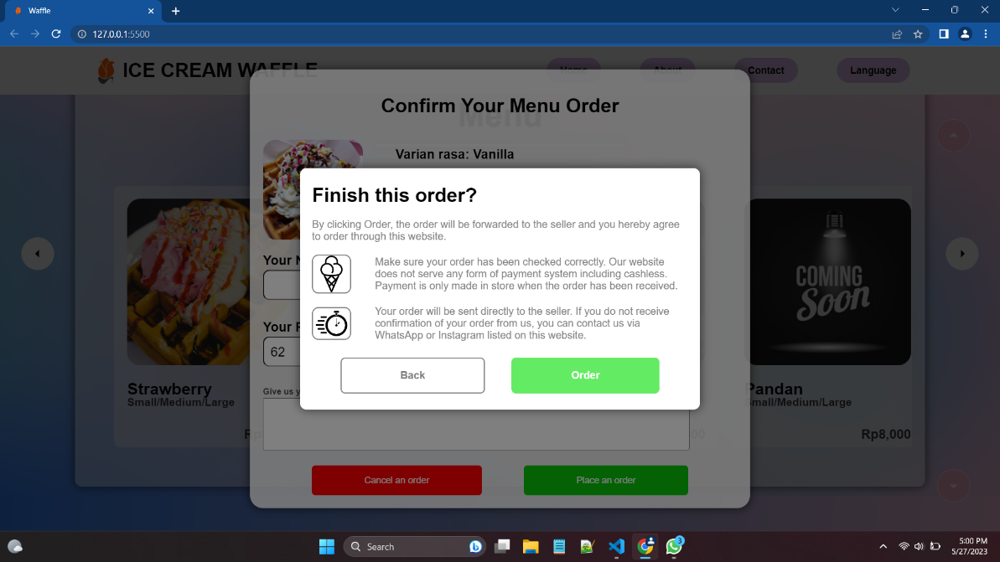 Waffle
127.0.0.1:5500
ICE CREAM WAFFLE
Home
About
Contact
Language
Menu
Confirm Your Menu Order
Varian rasa: Vanilla
Finish this order?
By clicking Order, the order will be forwarded to the seller and you hereby agree
to order through this website.
Make sure your order has been checked correctly. Our website
does not serve any form of payment system including cashless.
Payment is only made in store when the order has been received.
Your order will be sent directly to the seller. If you do not receive
confirmation of your order from us, you can contact us via
WhatsApp or Instagram listed on this website.
Back
Order
Your
62
Your
Give us
Strawberry
Small/Medium/Large
COMING
Soon
Pandan
Small/Medium/Large
Rp8,000
Cancel an order
Place an order
Search
3
5:00 PM
5/27/2023